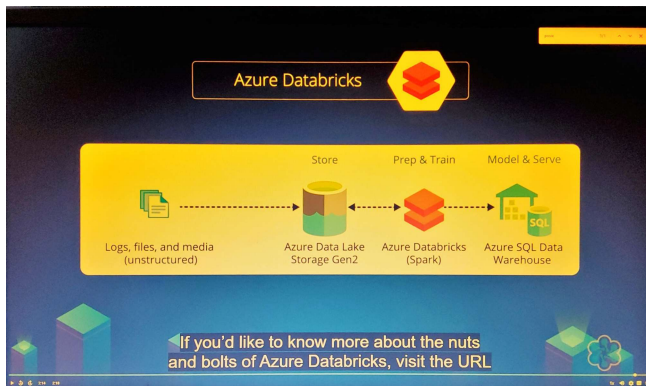 Azure Databricks
Store
Prep & Train
Model & Serve
SQL
Logs, files, and media
(unstructured)
Azure Data Lake
Storage Gen2
Azure Databricks
(Spark)
Azure SQL Data
Warehouse
If you'd like to know more about the nuts
and bolts of Azure Databricks, visit the URL